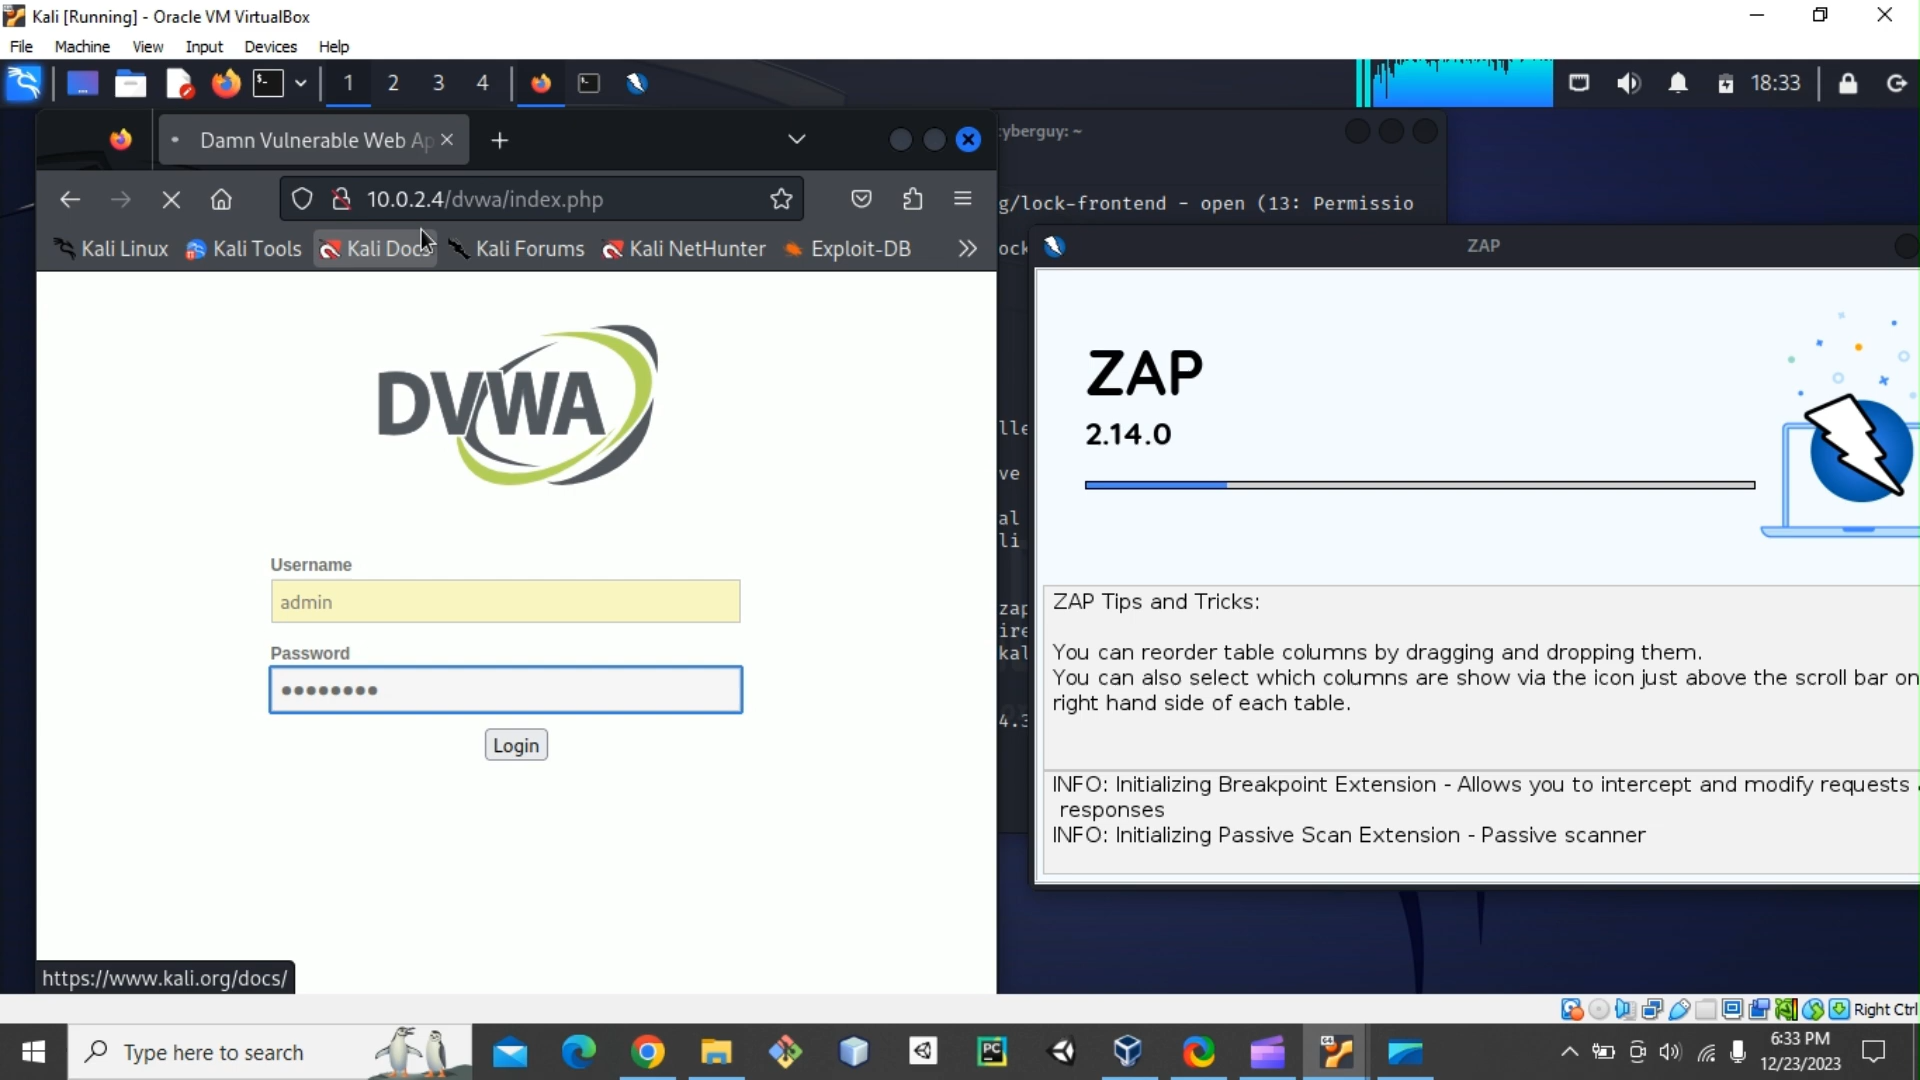 Kali [Running] - Oracle VM VirtualBox
File Machine View Input Devices Help
1 2 3 4 18:33
Damn Vulnerable Web Ap
10.0.2.4/dvwa/index.php
Kali Linux Kali Tools Kali Docs Kali Forums Kali NetHunter Exploit-DB
DVWA
Username
admin
Password
Login
https://www.kali.org/docs/
yberguy: ~
g/lock-frontend - open (13: Permissio
ZAP
ZAP
2.14.0
ZAP Tips and Tricks:
You can reorder table columns by dragging and dropping them.
You can also select which columns are show via the icon just above the scroll bar on
right hand side of each table.
INFO: Initializing Breakpoint Extension - Allows you to intercept and modify requests
responses
INFO: Initializing Passive Scan Extension - Passive scanner
Right Ctrl
Type here to search
PC
64
6:33 PM
12/23/2023